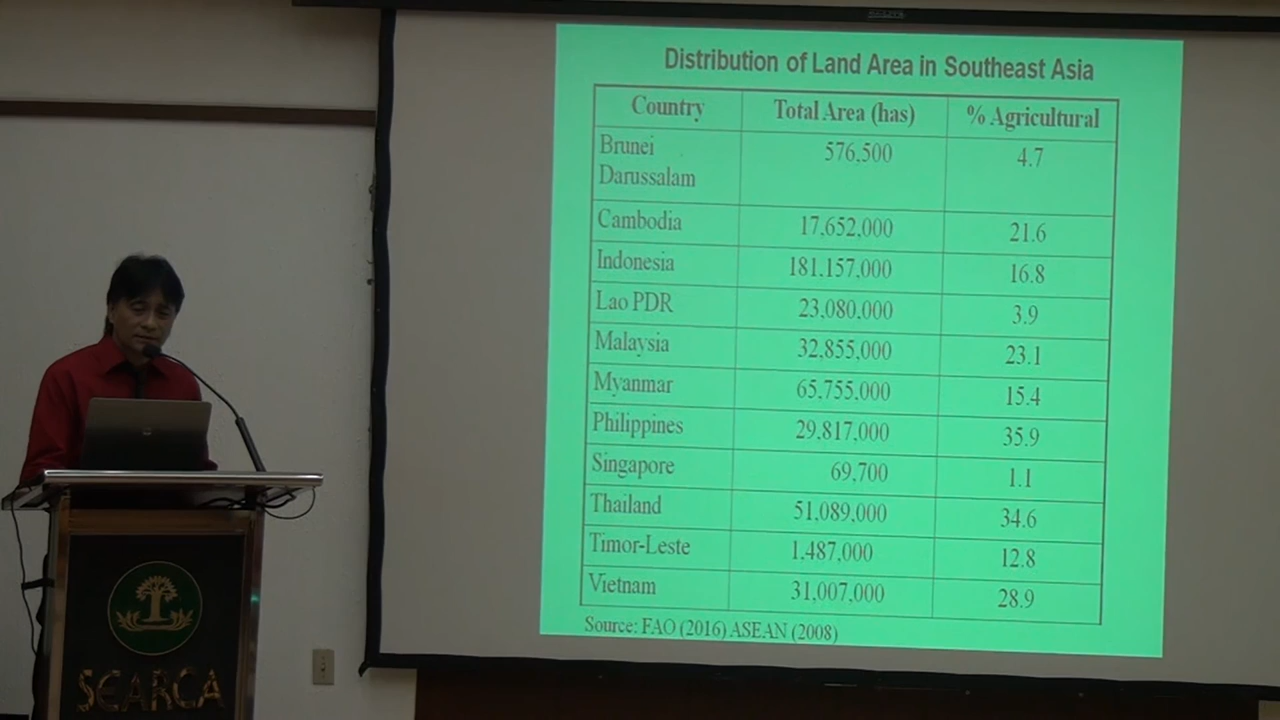 Distribution of Land Area in Southeast Asia
Country Total Area (has) % Agricultural
Brunei Darussalam 576,500 4.7
Cambodia 17,652,000 21.6
Indonesia 181.157,000 16.8
Lao PDR 23,080,000 3.9
Malaysia 32,855,000 23.1
Myanmar 65,755,000 15.4
Philippines 29,817,000 35.9
Singapore 69,700 1.1
Thailand 51,089,000 34.6
Timor-Leste 1,487,000 12.8
Vietnam 31,007,000 28.9
Source: FAO (2016) ASEAN (2008)
SEARCA